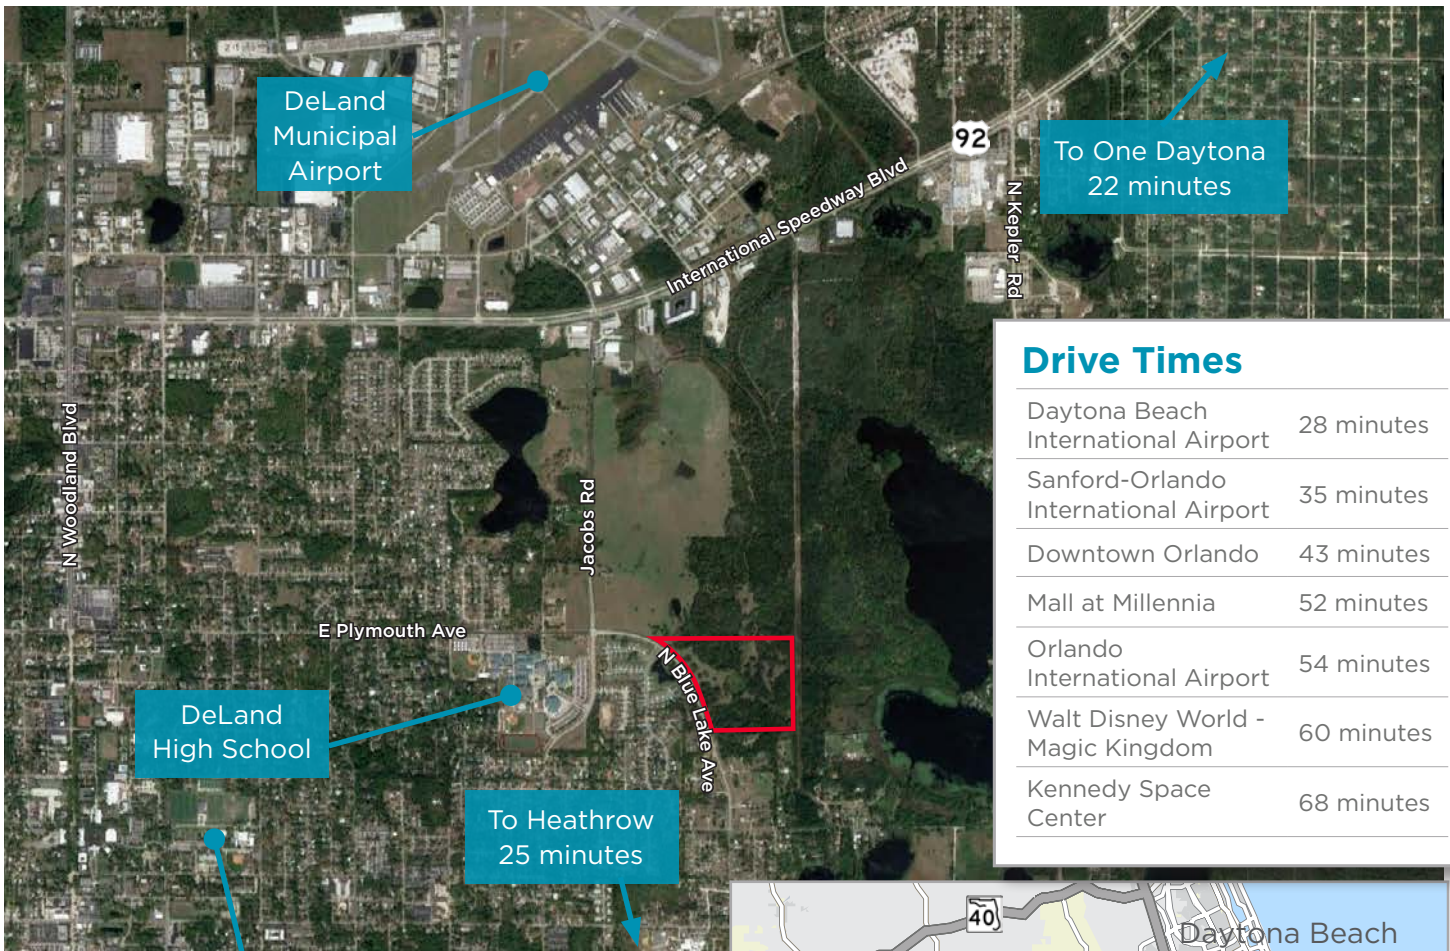 DeLand
Municipal
Airport
92
To One Daytona
22 minutes
International Speedway Blvd
N Kepler Rd
N Woodland Blvd
Jacobs Rd
E Plymouth Ave
N Blue Lake Ave
DeLand
High School
To Heathrow
25 minutes
Drive Times
Daytona Beach
International Airport 28 minutes
Sanford-Orlando
International Airport 35 minutes
Downtown Orlando 43 minutes
Mall at Millennia 52 minutes
Orlando
International Airport 54 minutes
Walt Disney World -
Magic Kingdom 60 minutes
Kennedy Space
Center 68 minutes
40
Daytona Beach